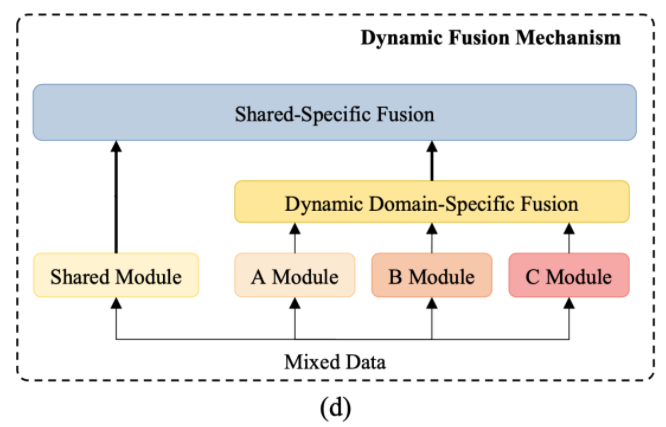 Dynamic Fusion Mechanism
Shared-Specific Fusion
Dynamic Domain-Specific Fusion
Shared Module
A Module
B Module
C Module
Mixed Data
(d)